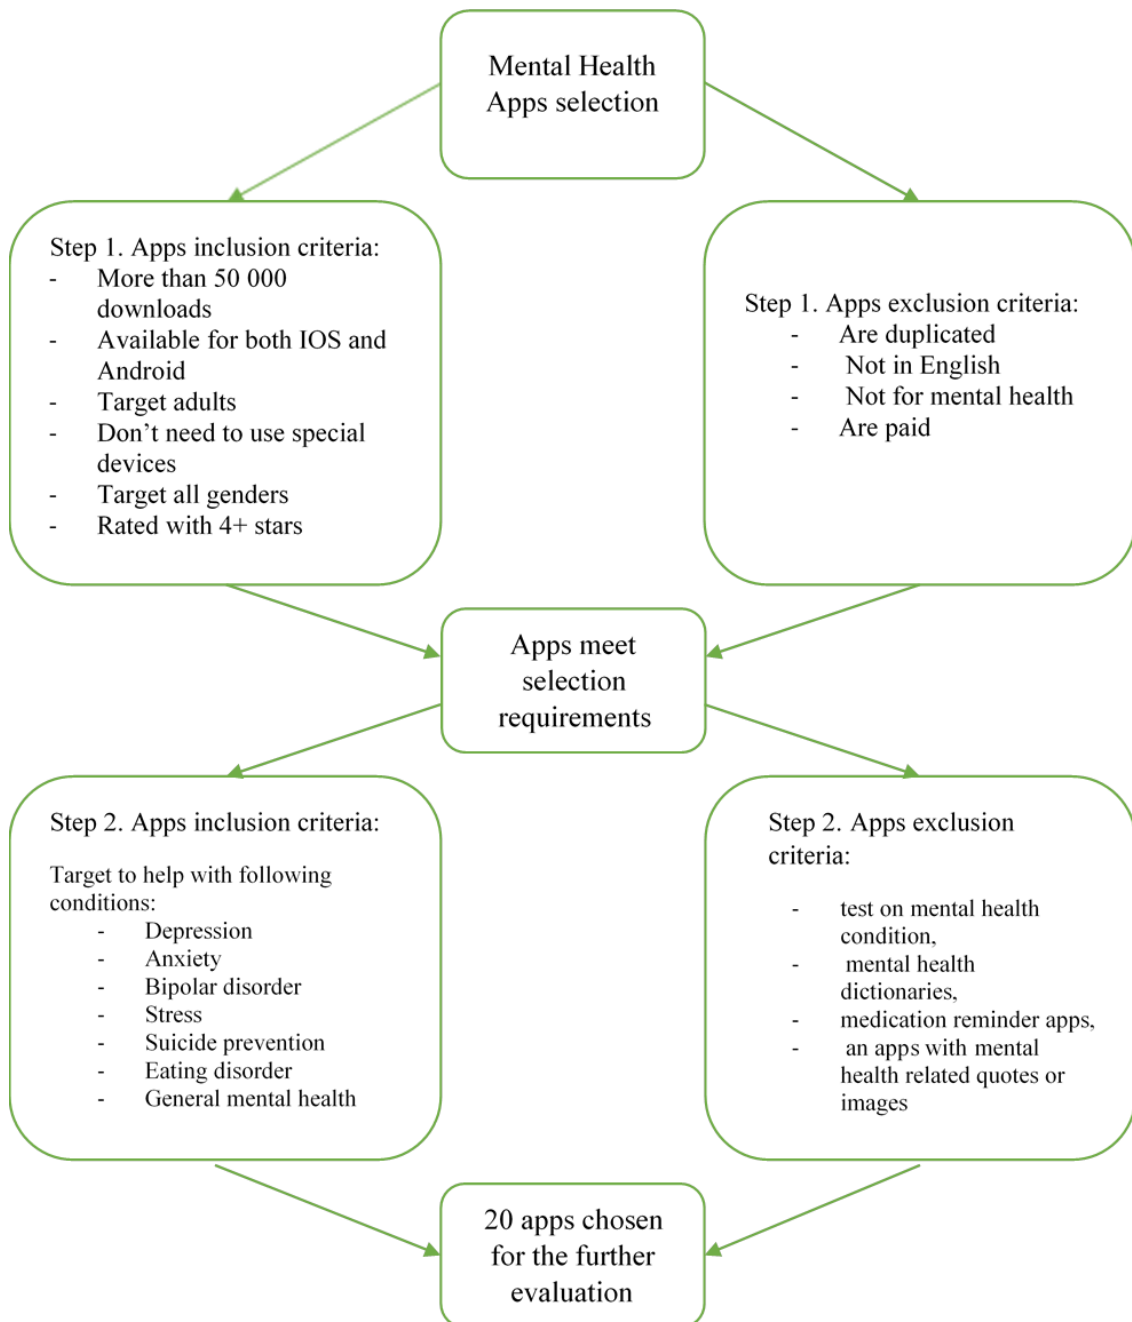 Mental Health
Apps selection
Step 1. Apps inclusion criteria:
- More than 50 000
downloads
- Available for both IOS and
Android
- Target adults
- Don’t need to use special
devices
- Target all genders
- Rated with 4+ stars
Step 1. Apps exclusion criteria:
- Are duplicated
- Not in English
- Not for mental health
- Are paid
Apps meet
selection
requirements
Step 2. Apps inclusion criteria:
Target to help with following
conditions:
- Depression
- Anxiety
- Bipolar disorder
- Stress
- Suicide prevention
- Eating disorder
- General mental health
Step 2. Apps exclusion
criteria:
- test on mental health
condition,
- mental health
dictionaries,
- medication reminder apps,
- an apps with mental
health related quotes or
images
20 apps chosen
for the further
evaluation